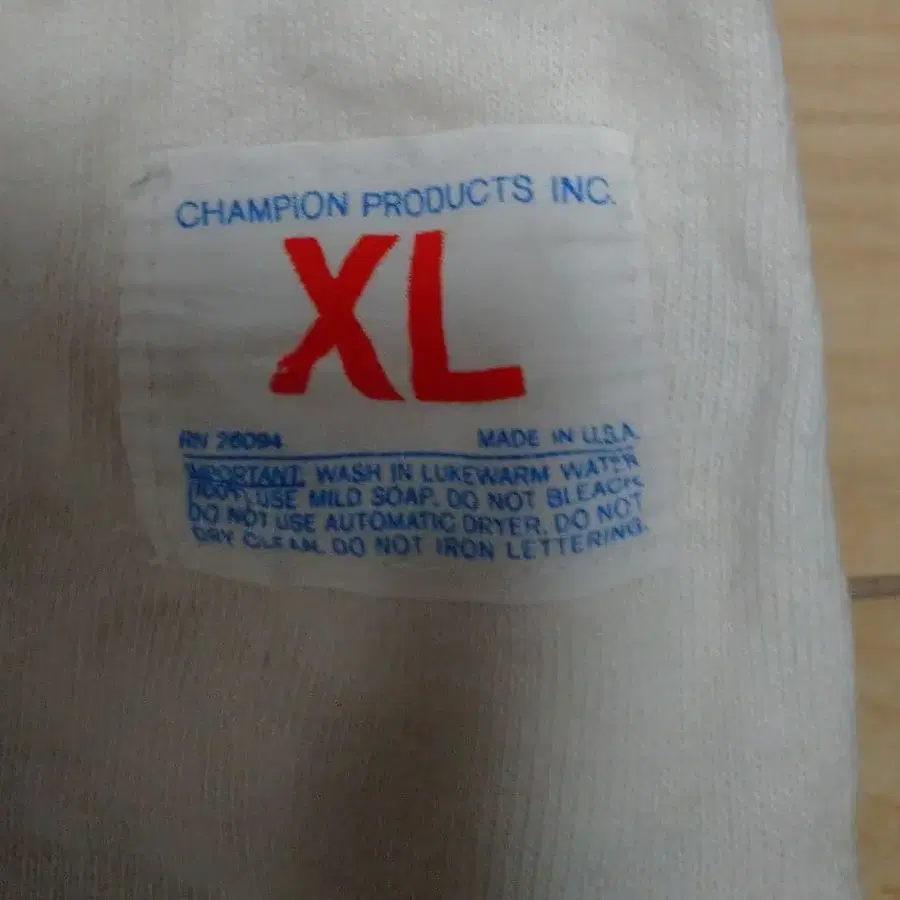 CHAMPION PRODUCTS INC.
XL
RN 26094 MADE IN U.S.A.
IMPORTANT. WASH IN LUKEWARM WATER
(100°F) USE MILD SOAP. DO NOT BLEACH.
DO NOT USE AUTOMATIC DRYER. DO NOT
DRY CLEAN. DO NOT IRON LETTERING.